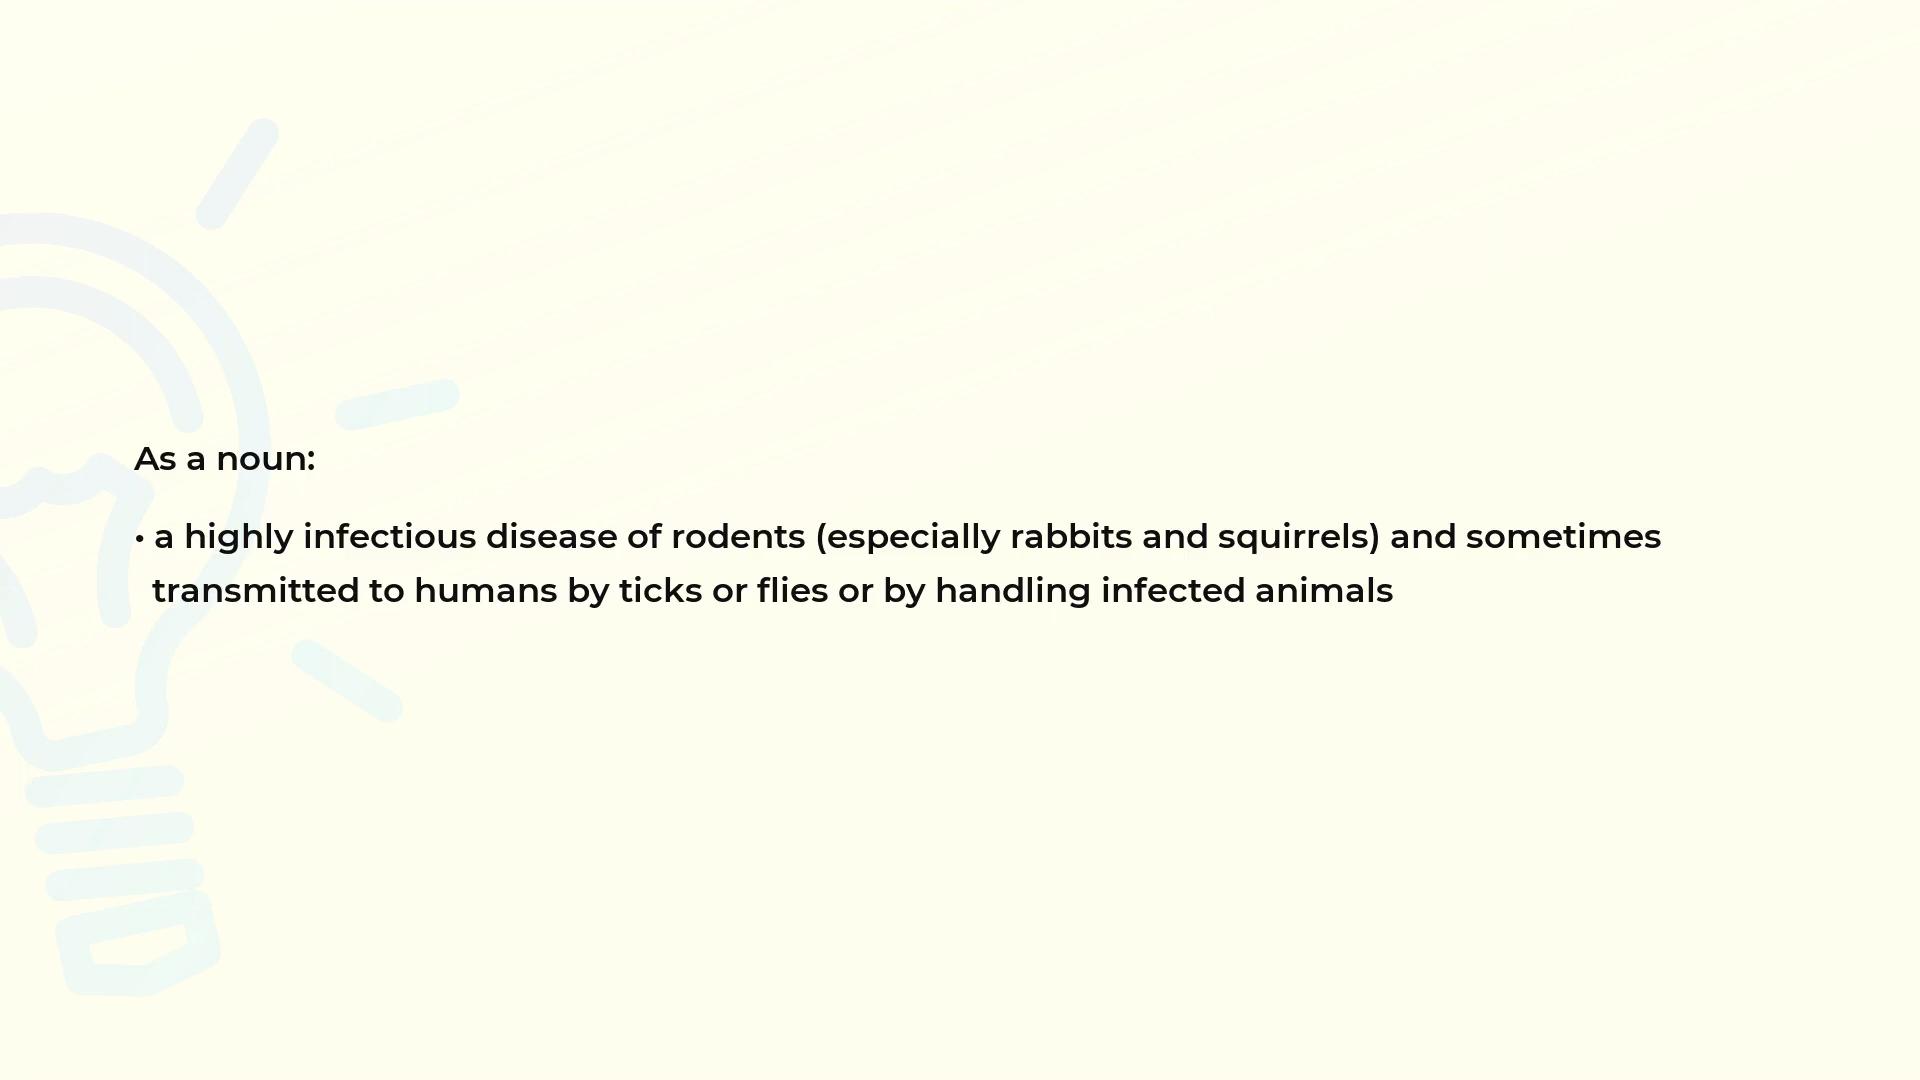 As a noun:
• a highly infectious disease of rodents (especially rabbits and squirrels) and sometimes
transmitted to humans by ticks or flies or by handling infected animals